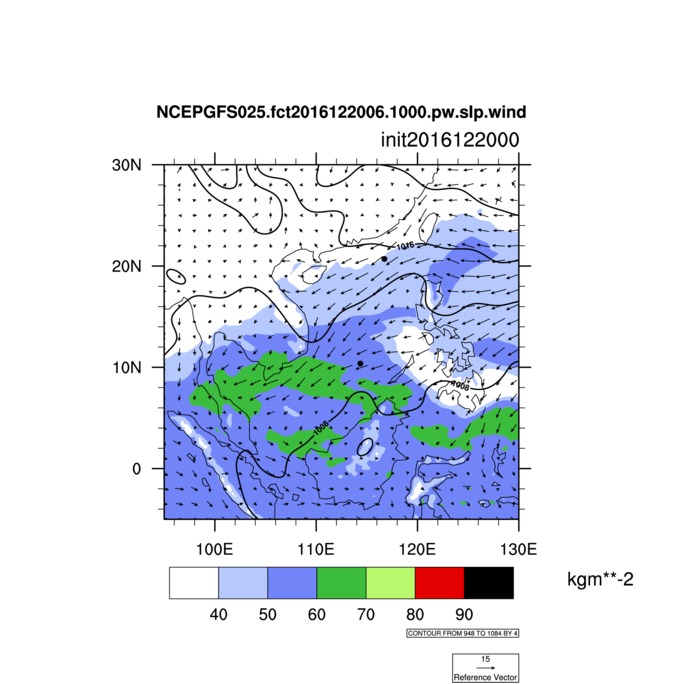 NCEPGFS025.fct2016122006.1000.pw.slp.wind
init2016122000
30N
1016
20N
10N
1008
1008
0
100E 110E 120E 130E
kgm**-2
40 50 60 70 80 90
CONTOUR FROM 948 TO 1084 BY 4
15
Reference Vector